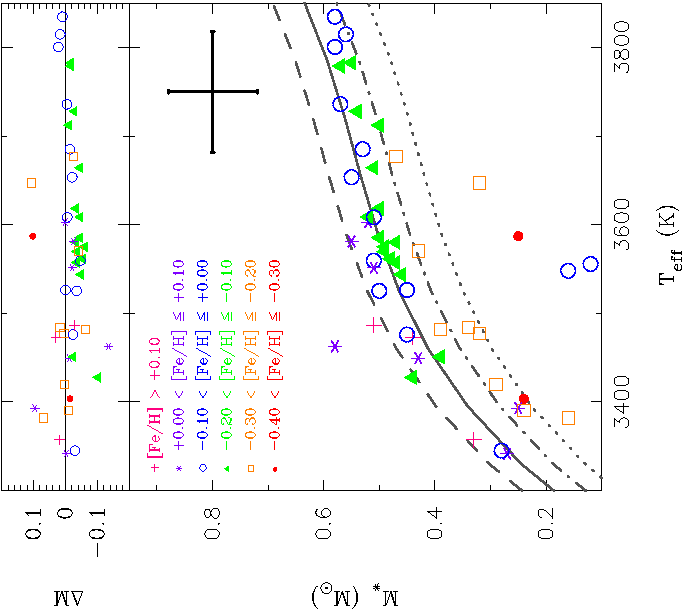 ΔM
0.1
0
−0.1
M* (M☉)
0.6
0.4
0.2
+ [Fe/H] > +0.10
+0.00 < [Fe/H] ≤ +0.10
−0.10 < [Fe/H] ≤ +0.00
−0.20 < [Fe/H] ≤ −0.10
−0.30 < [Fe/H] ≤ −0.20
−0.40 < [Fe/H] ≤ −0.30
3400
3600
3800
Teff (K)